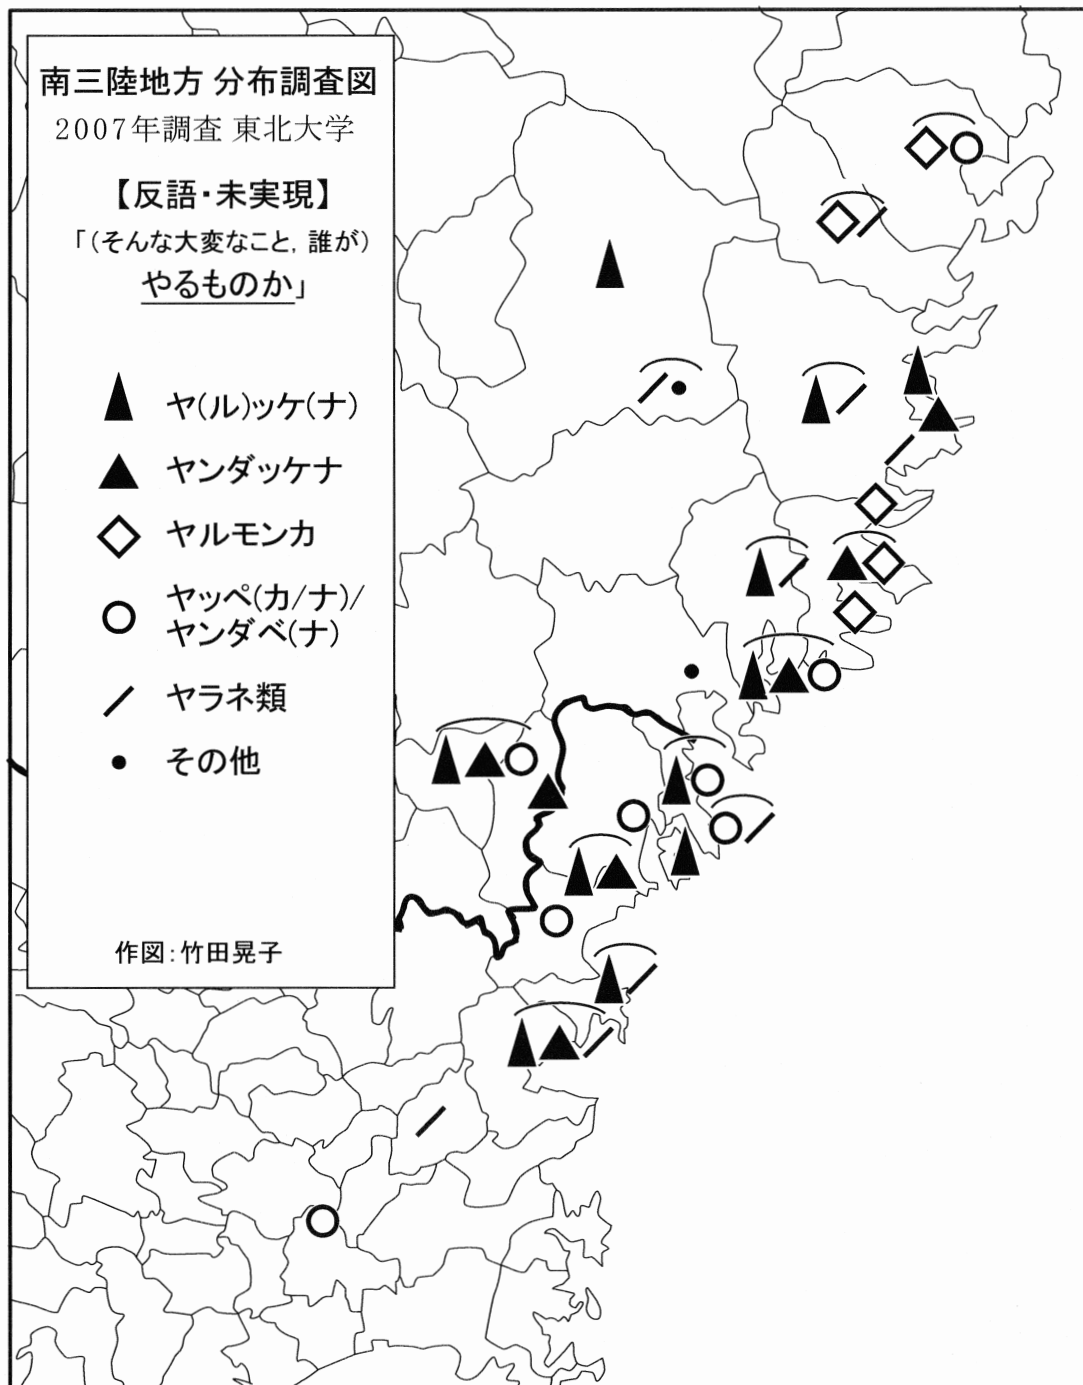 南三陸地方 分布調査図
2007年調査 東北大学
【反語・未実現】
「(そんな大変なこと, 誰が)
やるものか」
ヤ(ル)ッケ(ナ)
ヤンダッケナ
ヤルモンカ
ヤッペ(カ/ナ)/
ヤンダベ(ナ)
ヤラネ類
その他
作図:竹田晃子